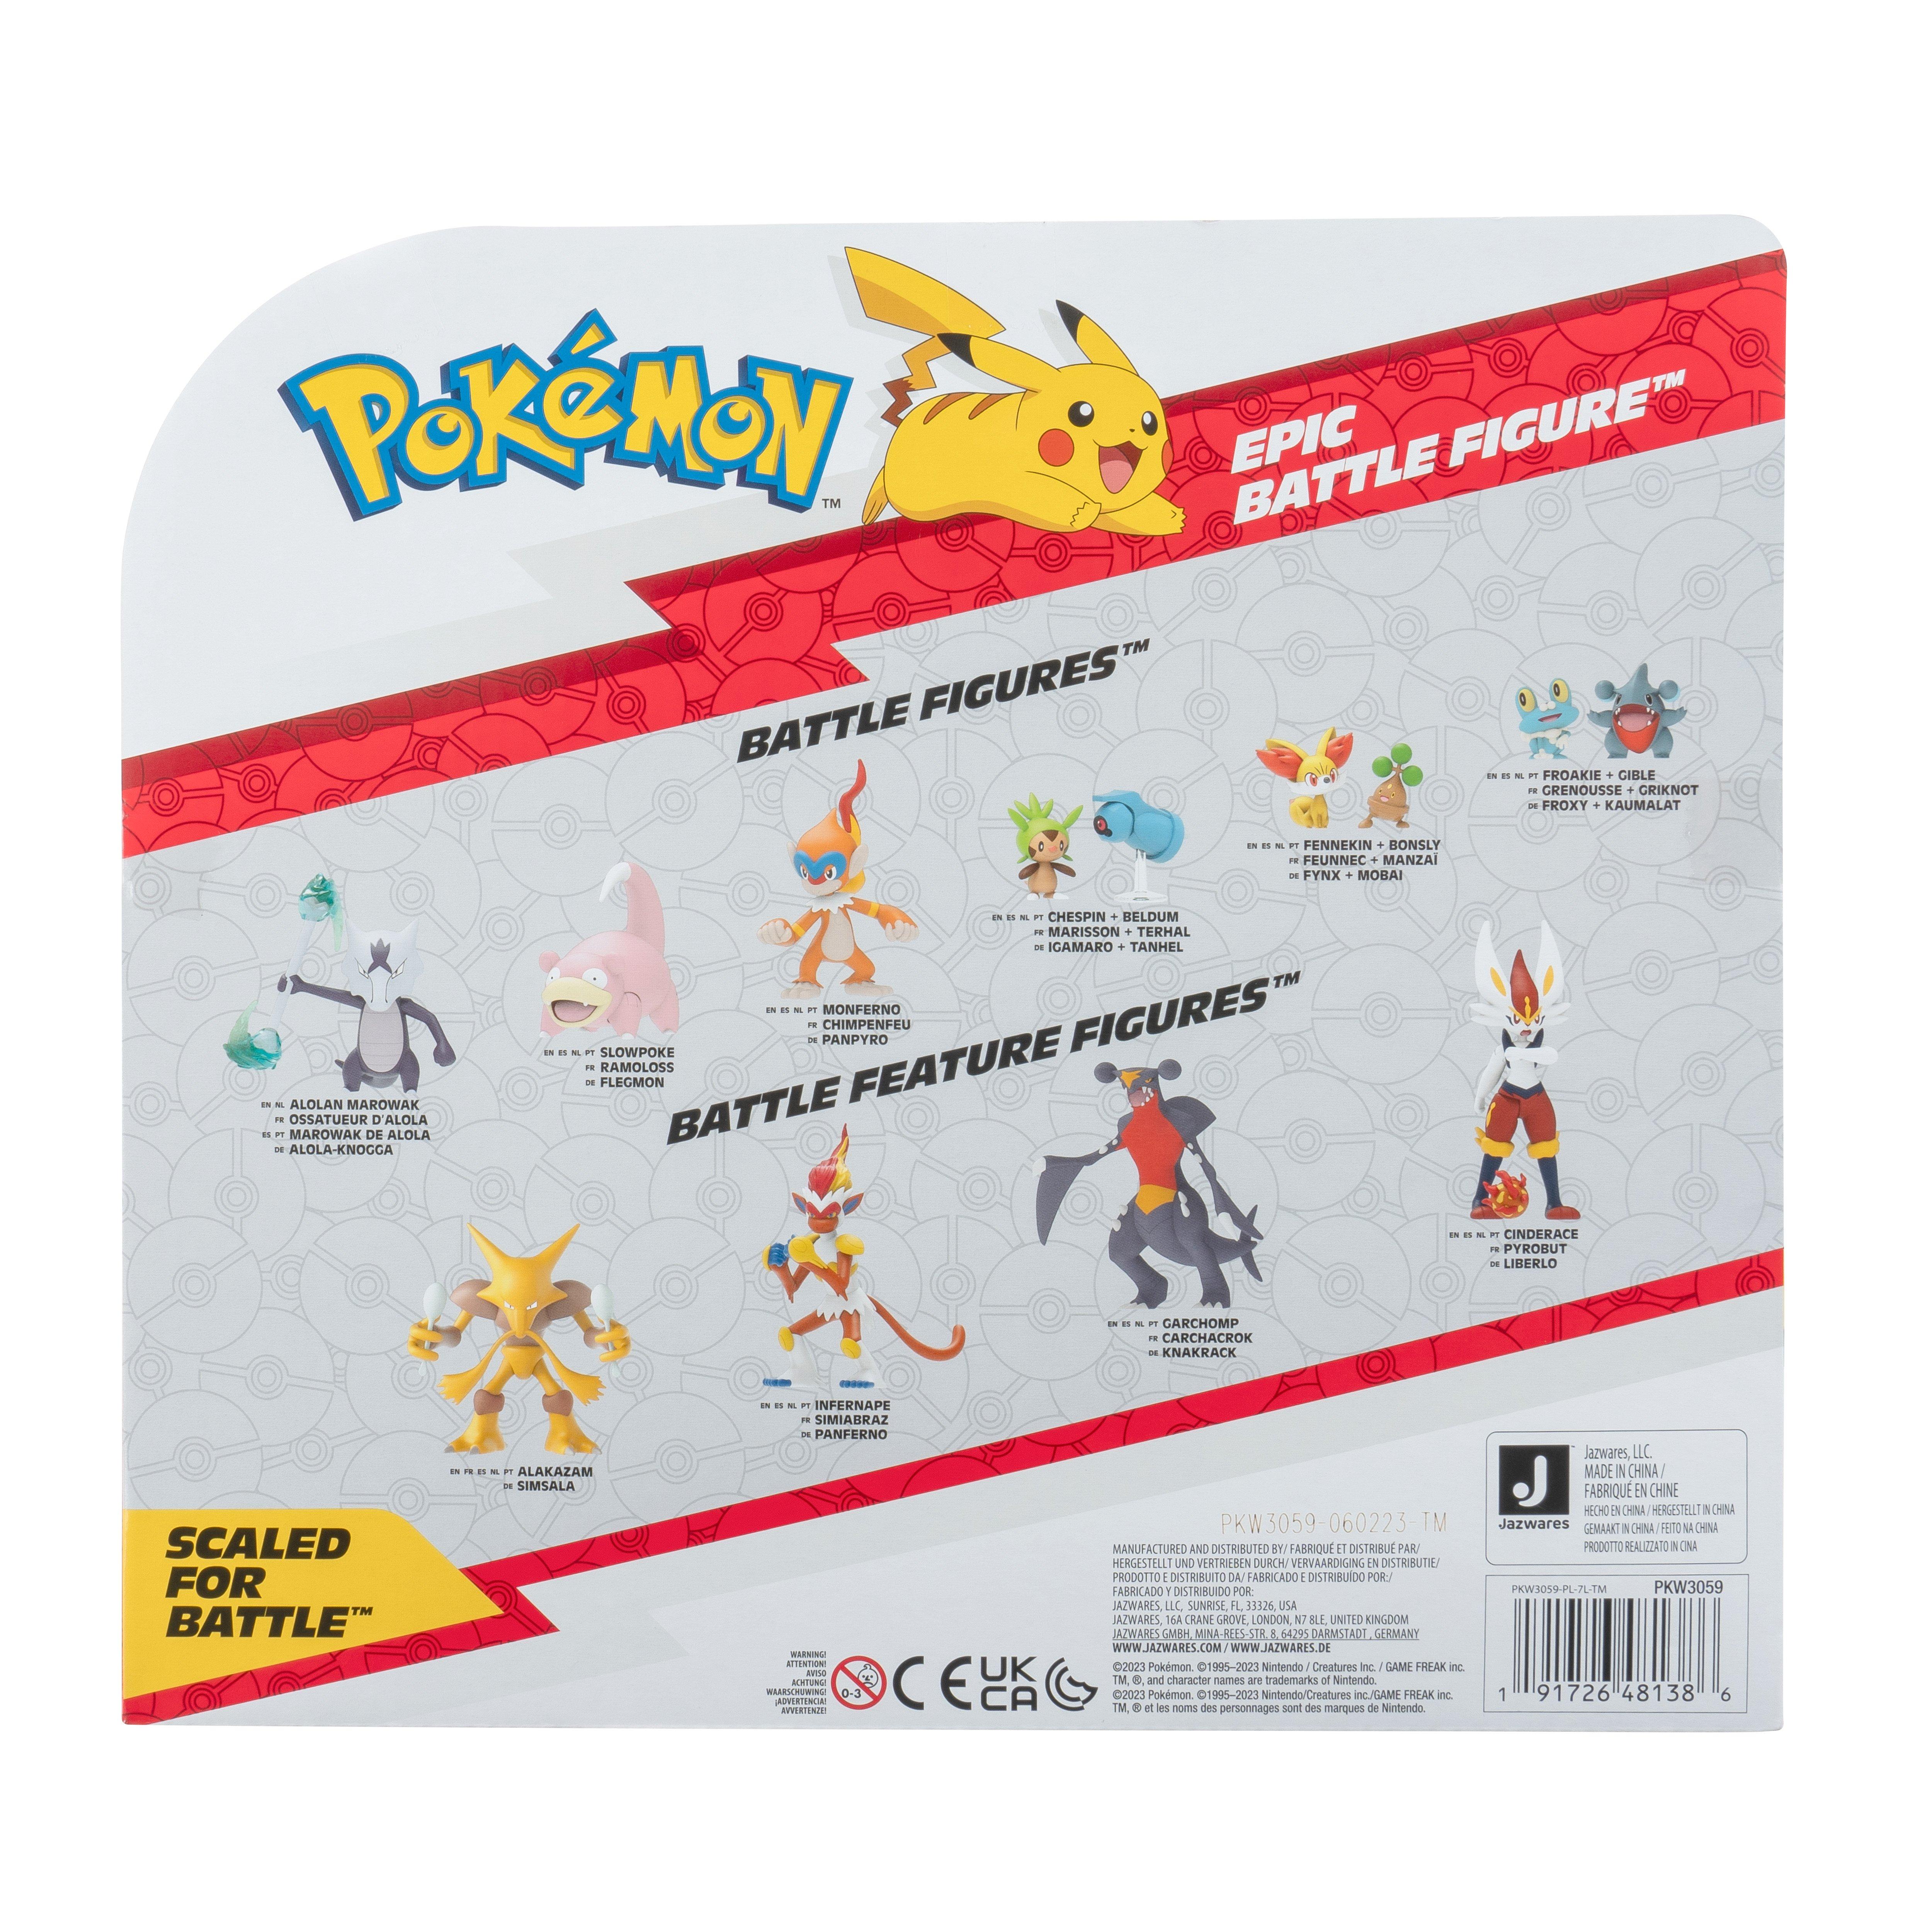 POKéMON
TM
EPIC
BATTLE FIGURE™
BATTLE FIGURES™
EN ES NL PT FROAKIE + GIBLE
FR GRENOUSSE + GRIKNOT
DE FROXY + KAUMALAT
EN ES NL PT FENNEKIN + BONSLY
FR FEUNNEC + MANZAÏ
DE FYNX + MOBAI
EN ES NL PT CHESPIN + BELDUM
FR MARISSON + TERHAL
DE IGAMARO + TANHEL
EN ES NL PT MONFERNO
FR CHIMPENFEU
DE PANPYRO
EN ES NL PT SLOWPOKE
FR RAMOLOSS
DE FLEGMON
EN NL ALOLAN MAROWAK
FR OSSATUEUR D'ALOLA
ES PT MAROWAK DE ALOLA
DE ALOLA-KNOGGA
BATTLE FEATURE FIGURES™
EN ES NL PT CINDERACE
FR PYROBUT
DE LIBERLO
EN ES NL PT GARCHOMP
FR CARCHACROK
DE KNAKRACK
EN ES NL PT INFERNAPE
FR SIMIABRAZ
DE PANFERNO
EN FR ES NL PT ALAKAZAM
DE SIMSALA
SCALED
FOR
BATTLE™
WARNING!
ATTENTION!
AVISO
ACHTUNG!
WAARSCHUWING!
¡ADVERTENCIA!
AVVERTENZE!
0-3
CE
UK
CA
PKW3059-060223-TM
MANUFACTURED AND DISTRIBUTED BY/ FABRIQUÉ ET DISTRIBUÉ PAR/
HERGESTELLT UND VERTRIEBEN DURCH/ VERVAARDIGING EN DISTRIBUTIE/
PRODOTTO E DISTRIBUITO DA/ FABRICADO E DISTRIBUÍDO POR:/
FABRICADO Y DISTRIBUIDO POR:
JAZWARES, LLC, SUNRISE, FL, 33326, USA
JAZWARES, 16A CRANE GROVE, LONDON, N7 8LE, UNITED KINGDOM
JAZWARES GMBH, MINA-REES-STR. 8, 64295 DARMSTADT , GERMANY
WWW.JAZWARES.COM / WWW.JAZWARES.DE
©2023 Pokémon. ©1995–2023 Nintendo / Creatures Inc. / GAME FREAK inc.
TM, ®, and character names are trademarks of Nintendo.
©2023 Pokémon. ©1995–2023 Nintendo/Creatures inc./GAME FREAK inc.
TM, ® et les noms des personnages sont des marques de Nintendo.
J
Jazwares
Jazwares, LLC.
MADE IN CHINA /
FABRIQUÉ EN CHINE
HECHO EN CHINA / HERGESTELLT IN CHINA
GEMAAKT IN CHINA / FEITO NA CHINA
PRODOTTO REALIZZATO IN CINA
PKW3059-PL-7L-TM PKW3059
1 91726 48138 6